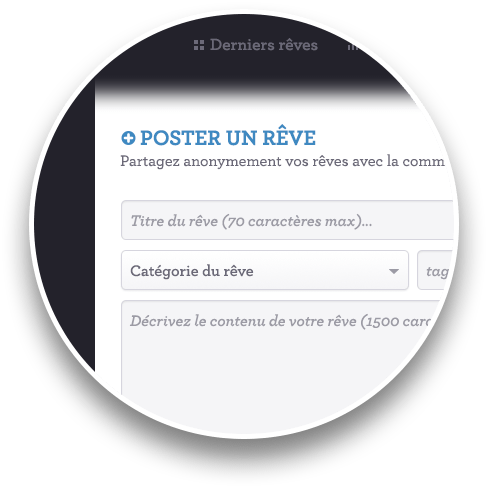 Derniers rêves
POSTER UN RÊVE
Partagez anonymement vos rêves avec la comm
Titre du rêve (70 caractères max)...
Catégorie du rêve
tag
Décrivez le contenu de votre rêve (1500 carac